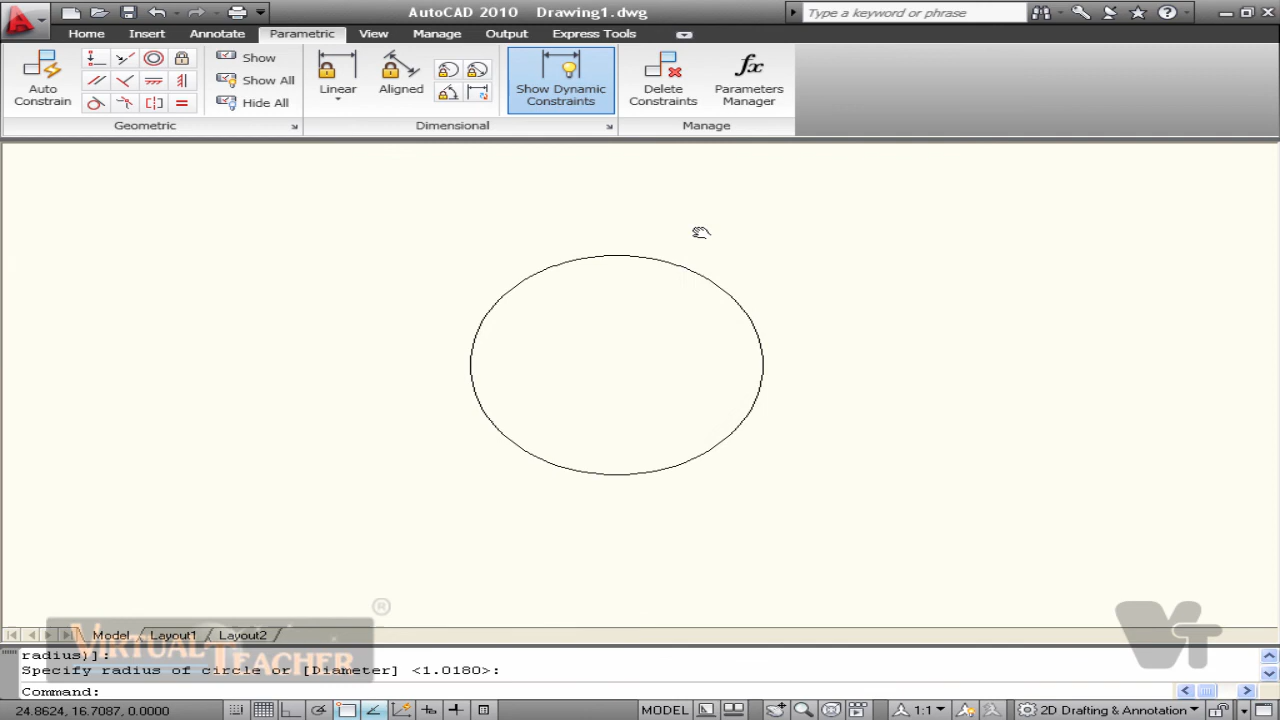 AutoCAD 2010 Drawing1.dwg
Type a keyword or phrase
Home Insert Annotate Parametric View Manage Output Express Tools
Auto Constrain
Show
Show All
Hide All
Linear
Aligned
Show Dynamic Constraints
Delete Constraints
fx
Parameters Manager
Geometric Dimensional Manage
®
Model Layout1 Layout2
VIRTUAL TEACHER
VT
radius)]:
Specify radius of circle or [Diameter] <1.0180>:
Command:
24.8624, 16.7087, 0.0000 MODEL 1:1 2D Drafting & Annotation